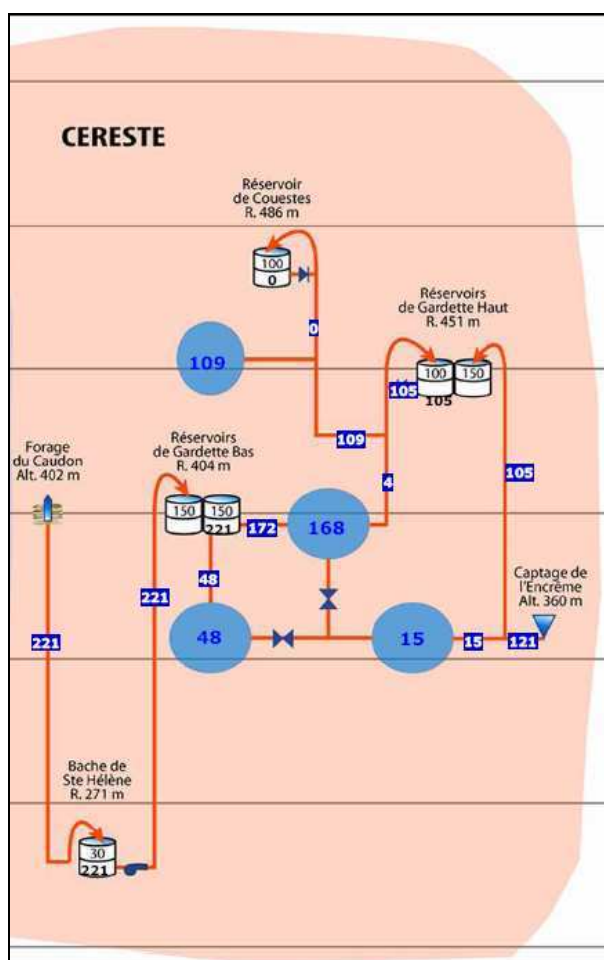 CERESTE
Réservoir
de Couestes
R. 486 m
100
0
0
Réservoirs
de Gardette Haut
R. 451 m
100
150
105
105
109
109
4
105
Forage
du Caudon
Alt. 402 m
Réservoirs
de Gardette Bas
R. 404 m
150
150
221
172
168
48
221
221
48
15
15
121
Captage de
l'Encrême
Alt. 360 m
Bache de
Ste Hélène
R. 271 m
30
221